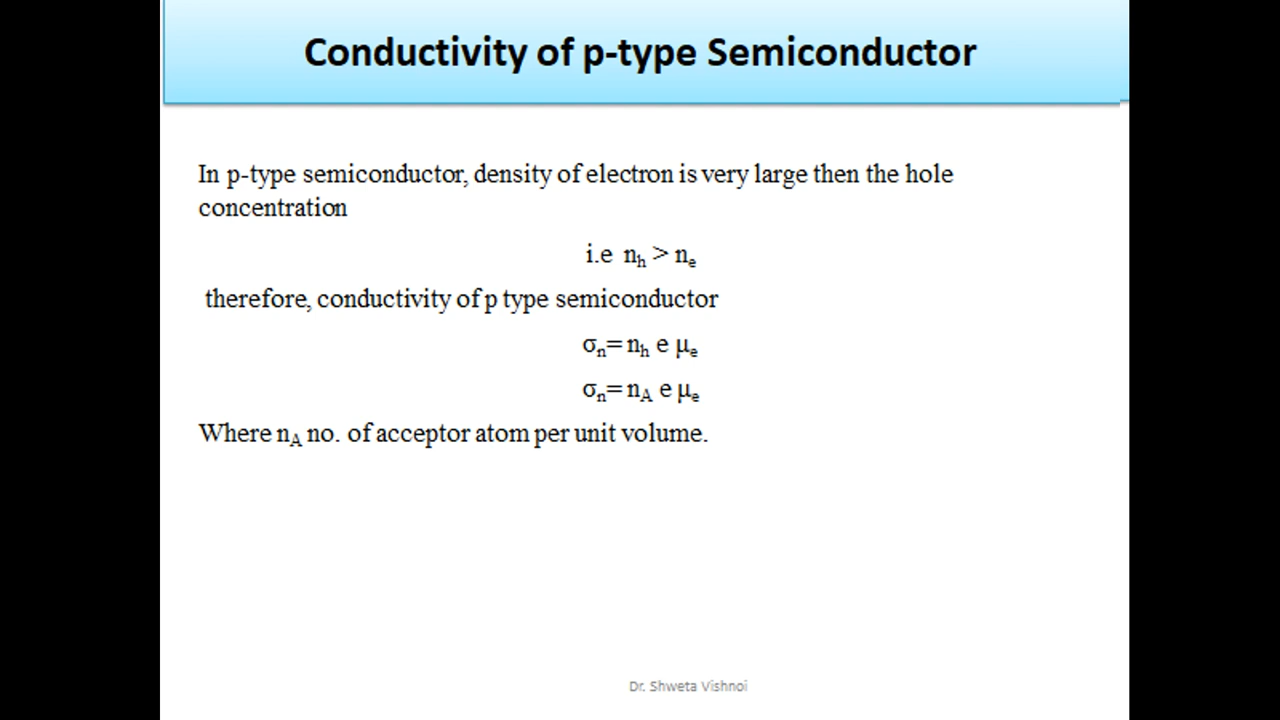 Conductivity of p-type Semiconductor
In p-type semiconductor, density of electron is very large then the hole
concentration
i.e nₕ > nₑ
therefore, conductivity of p type semiconductor
σₙ= nₕ e μₑ
σₙ= n_A e μₑ
Where n_A no. of acceptor atom per unit volume.
Dr. Shweta Vishnoi